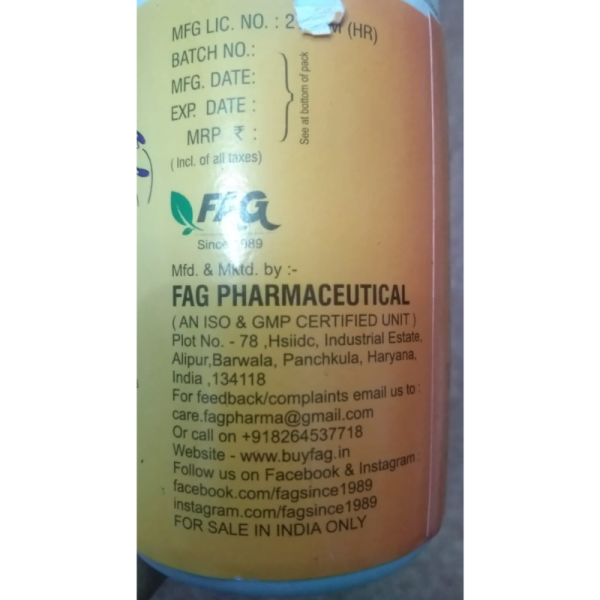 MFG LIC. NO. : 2 (HR)
BATCH NO.:
MFG. DATE:
EXP. DATE :
MRP ₹ :
(Incl. of all taxes)
See at bottom of pack
FAG
Since 1989
Mfd. & Mktd. by :-
FAG PHARMACEUTICAL
( AN ISO & GMP CERTIFIED UNIT )
Plot No. - 78 ,Hsiidc, Industrial Estate,
Alipur,Barwala, Panchkula, Haryana,
India ,134118
For feedback/complaints email us to :
care.fagpharma@gmail.com
Or call on +918264537718
Website - www.buyfag.in
Follow us on Facebook & Instagram :
facebook.com/fagsince1989
instagram.com/fagsince1989
FOR SALE IN INDIA ONLY